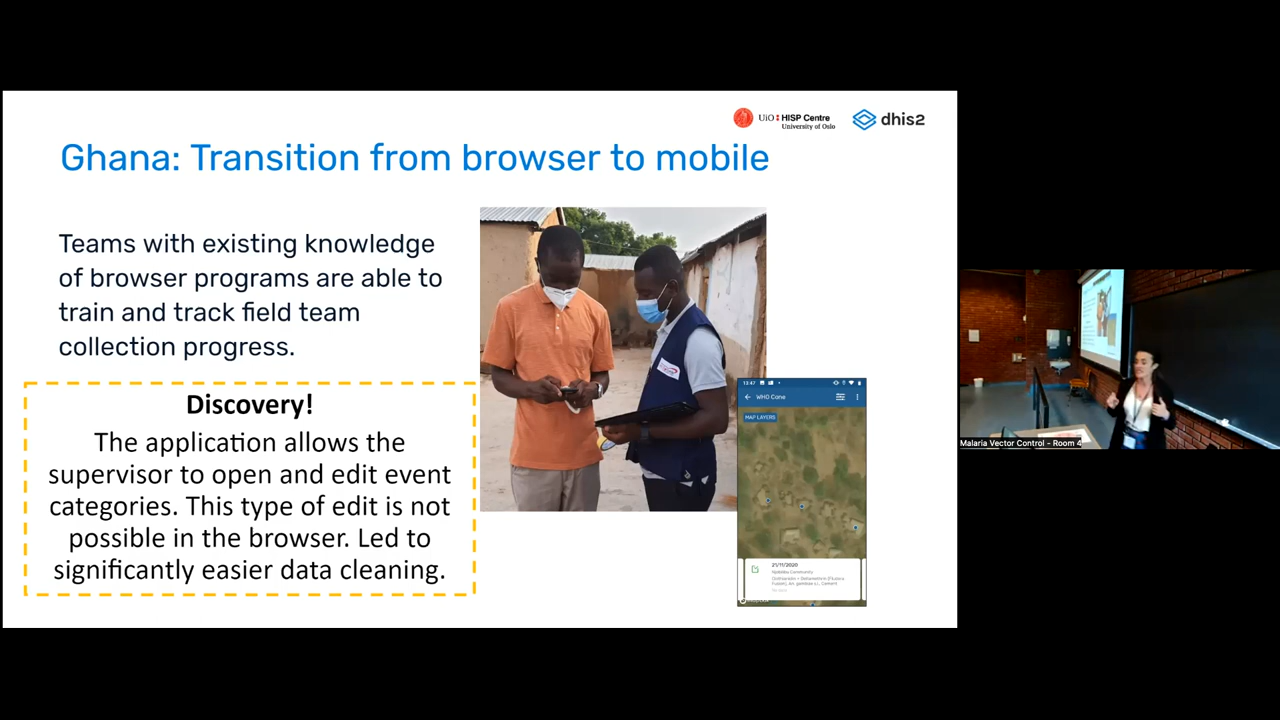 UiO HISP Centre
University of Oslo
dhis2
Ghana: Transition from browser to mobile
Teams with existing knowledge
of browser programs are able to
train and track field team
collection progress.
Discovery!
The application allows the
supervisor to open and edit event
categories. This type of edit is not
possible in the browser. Led to
significantly easier data cleaning.
13:47
WHO Cone
MAP LAYERS
21/11/2020
Community
Malaria Vector Control - Room 4